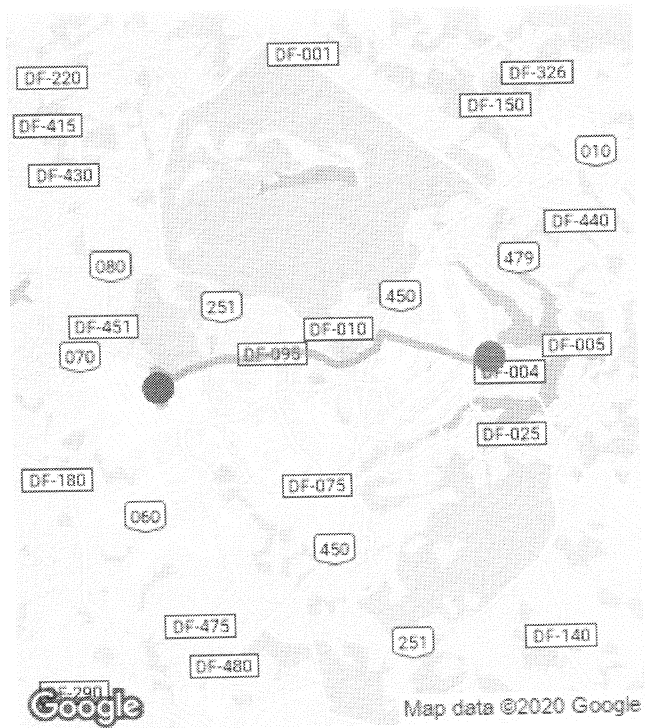 DF-001
DF-220
DF-326
DF-150
DF-415
010
DF-430
DF-440
479
080
450
251
DF-451
DF-010
DF-005
070
DF-095
DF-004
DF-025
DF-180
DF-075
060
450
DF-475
251
DF-140
DF-480
DF-290
Google
Map data ©2020 Google